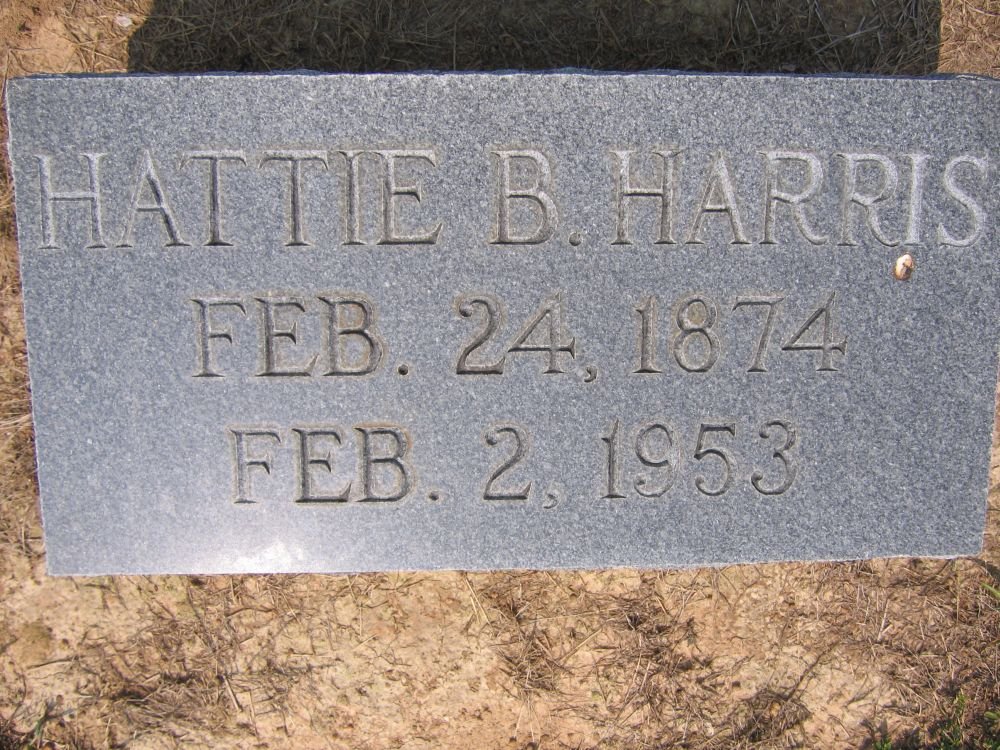 HATTIE B. HARRIS
FEB. 24, 1874
FEB. 2, 1953